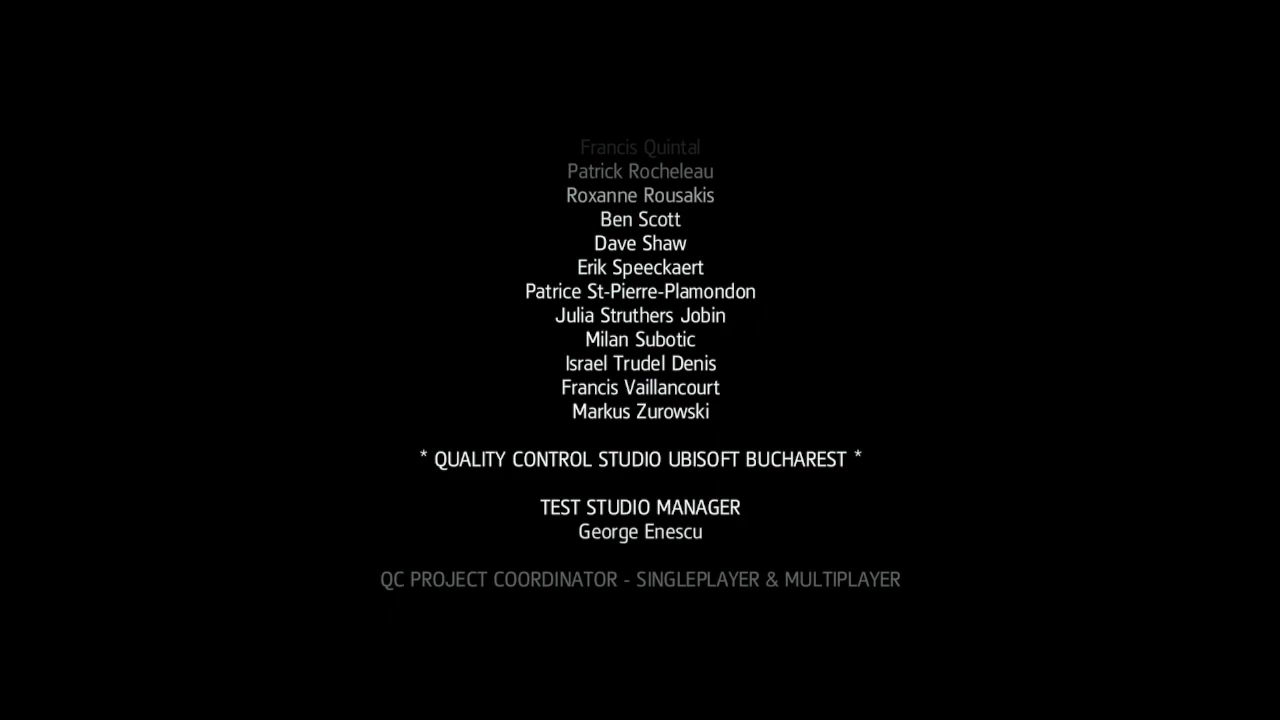 Francis Quintal
Patrick Rocheleau
Roxanne Rousakis
Ben Scott
Dave Shaw
Erik Speeckaert
Patrice St-Pierre-Plamondon
Julia Struthers Jobin
Milan Subotic
Israel Trudel Denis
Francis Vaillancourt
Markus Zurowski
* QUALITY CONTROL STUDIO UBISOFT BUCHAREST *
TEST STUDIO MANAGER
George Enescu
QC PROJECT COORDINATOR - SINGLEPLAYER & MULTIPLAYER